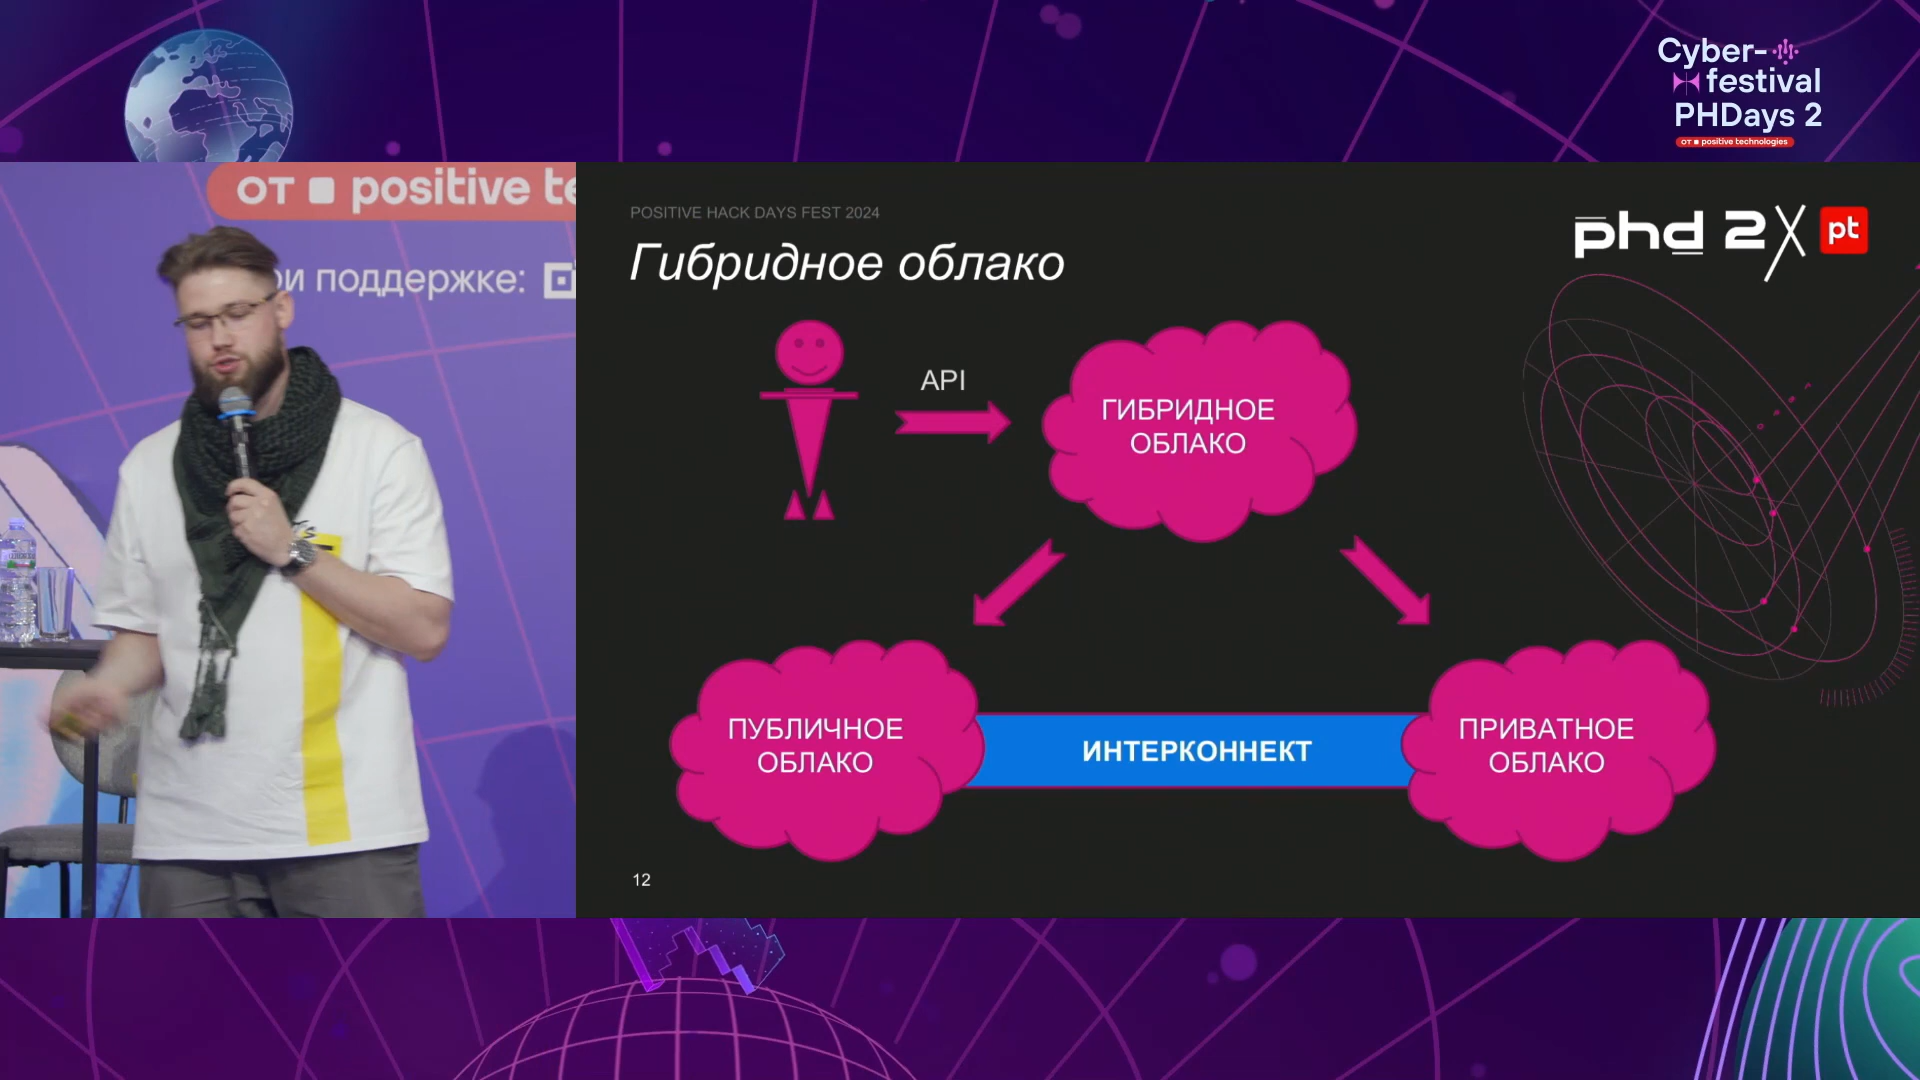 Cyber-
festival
PHDays 2
от positive technologies
от positive te
ри поддержке:
POSITIVE HACK DAYS FEST 2024
Гибридное облако
phd 2
pt
API
ГИБРИДНОЕ
ОБЛАКО
ПУБЛИЧНОЕ
ОБЛАКО
ИНТЕРКОННЕКТ
ПРИВАТНОЕ
ОБЛАКО
12